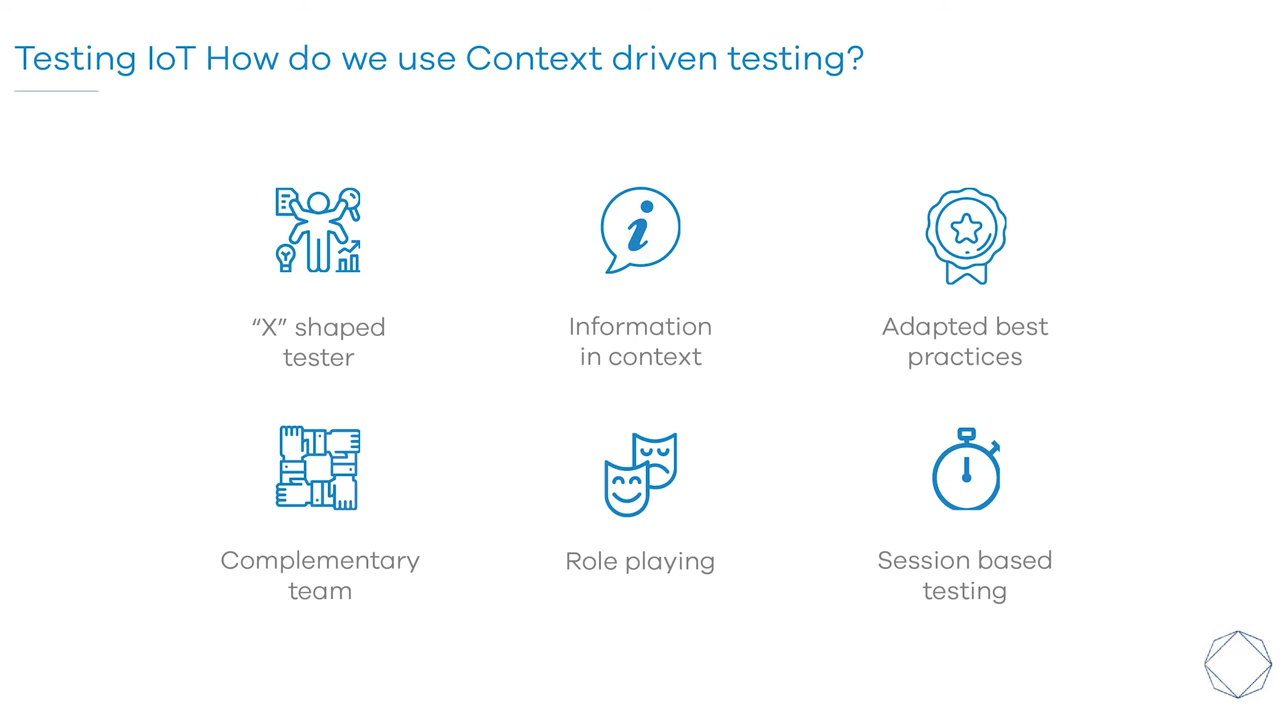 Testing IoT How do we use Context driven testing?
“X” shaped
tester
Information
in context
Adapted best
practices
Complementary
team
Role playing
Session based
testing